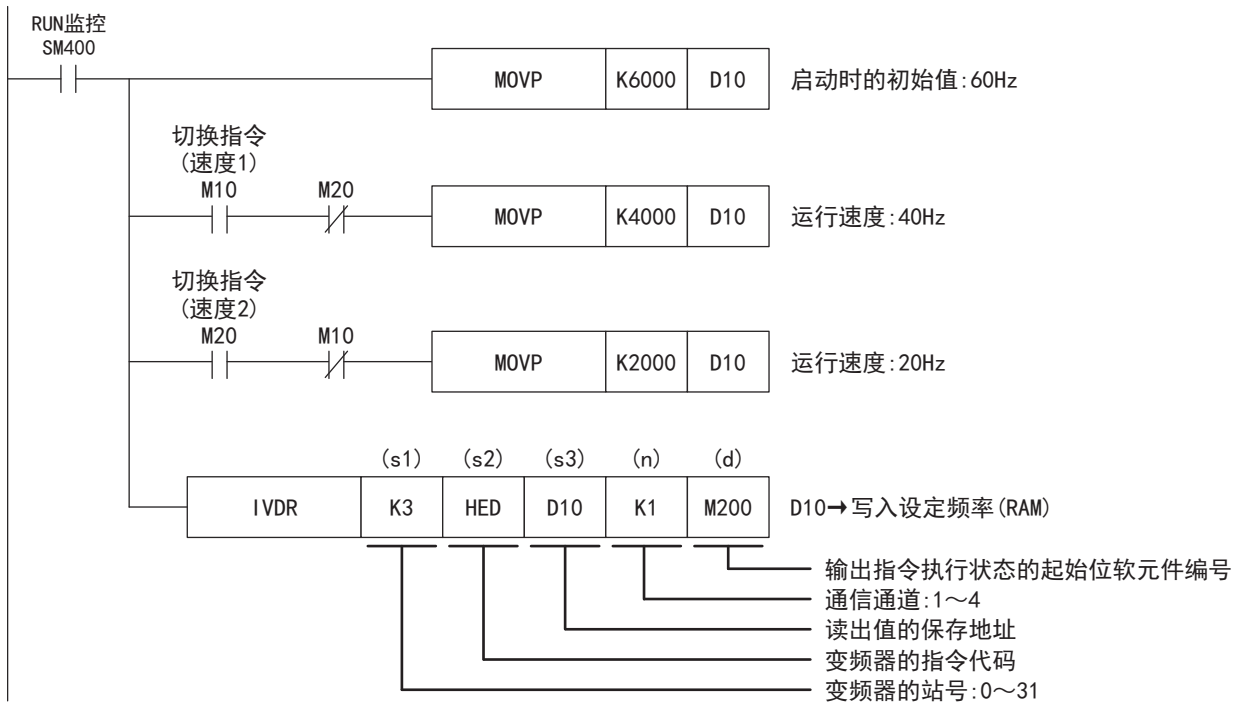 RUN监控
SM400
MOVP K6000 D10 启动时的初始值:60Hz
切换指令
(速度1)
M10 M20
MOVP K4000 D10 运行速度:40Hz
切换指令
(速度2)
M20 M10
MOVP K2000 D10 运行速度:20Hz
(s1) (s2) (s3) (n) (d)
IVDR K3 HED D10 K1 M200 D10→写入设定频率(RAM)
输出指令执行状态的起始位软元件编号
通信通道:1～4
读出值的保存地址
变频器的指令代码
变频器的站号:0～31